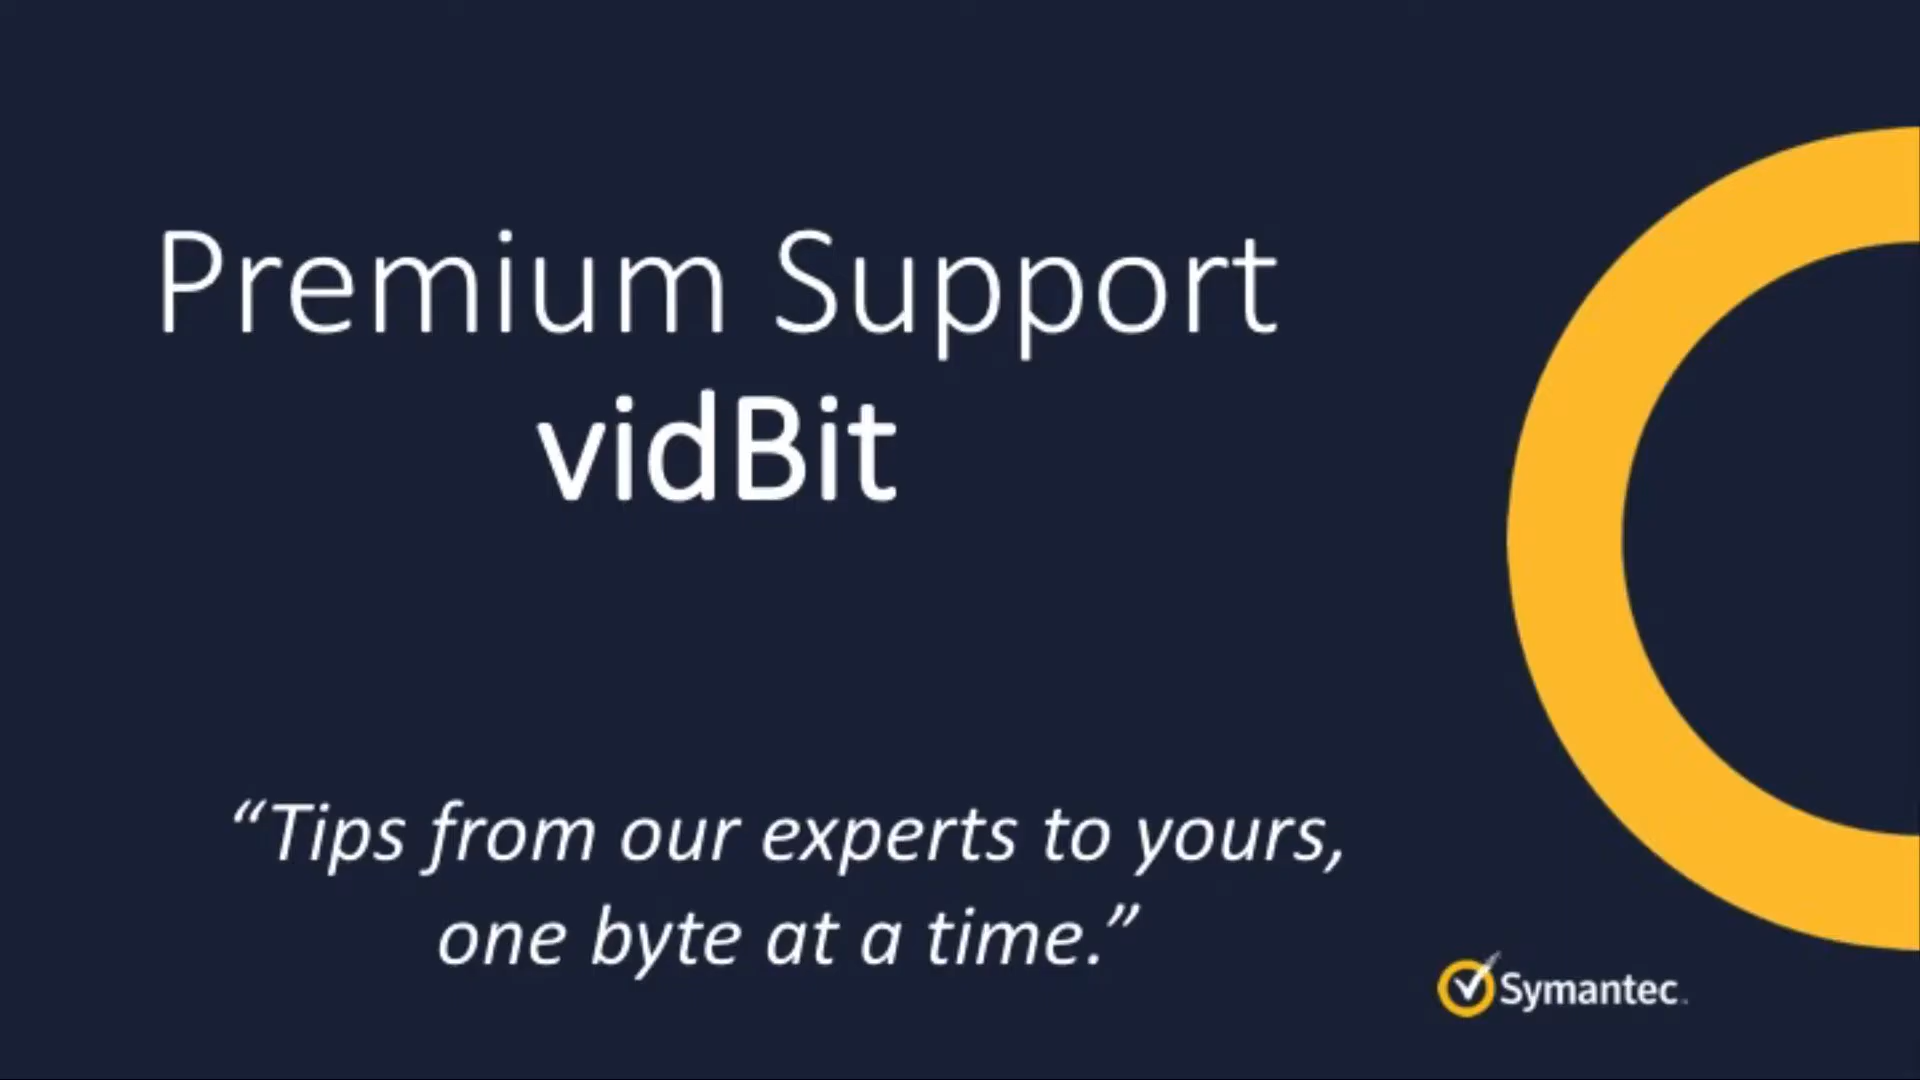 Premium Support
vidBit
“Tips from our experts to yours,
one byte at a time.”
Symantec